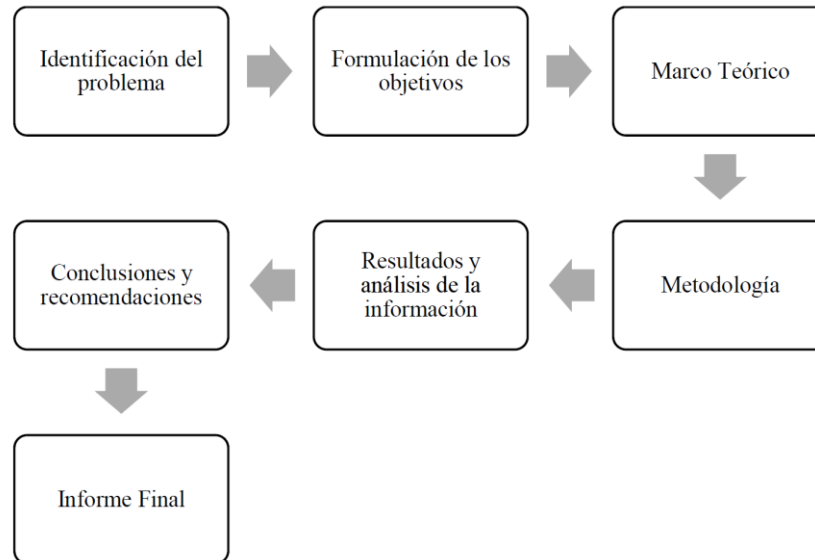 Identificación del
problema
Formulación de los
objetivos
Marco Teórico
Metodología
Resultados y
análisis de la
información
Conclusiones y
recomendaciones
Informe Final